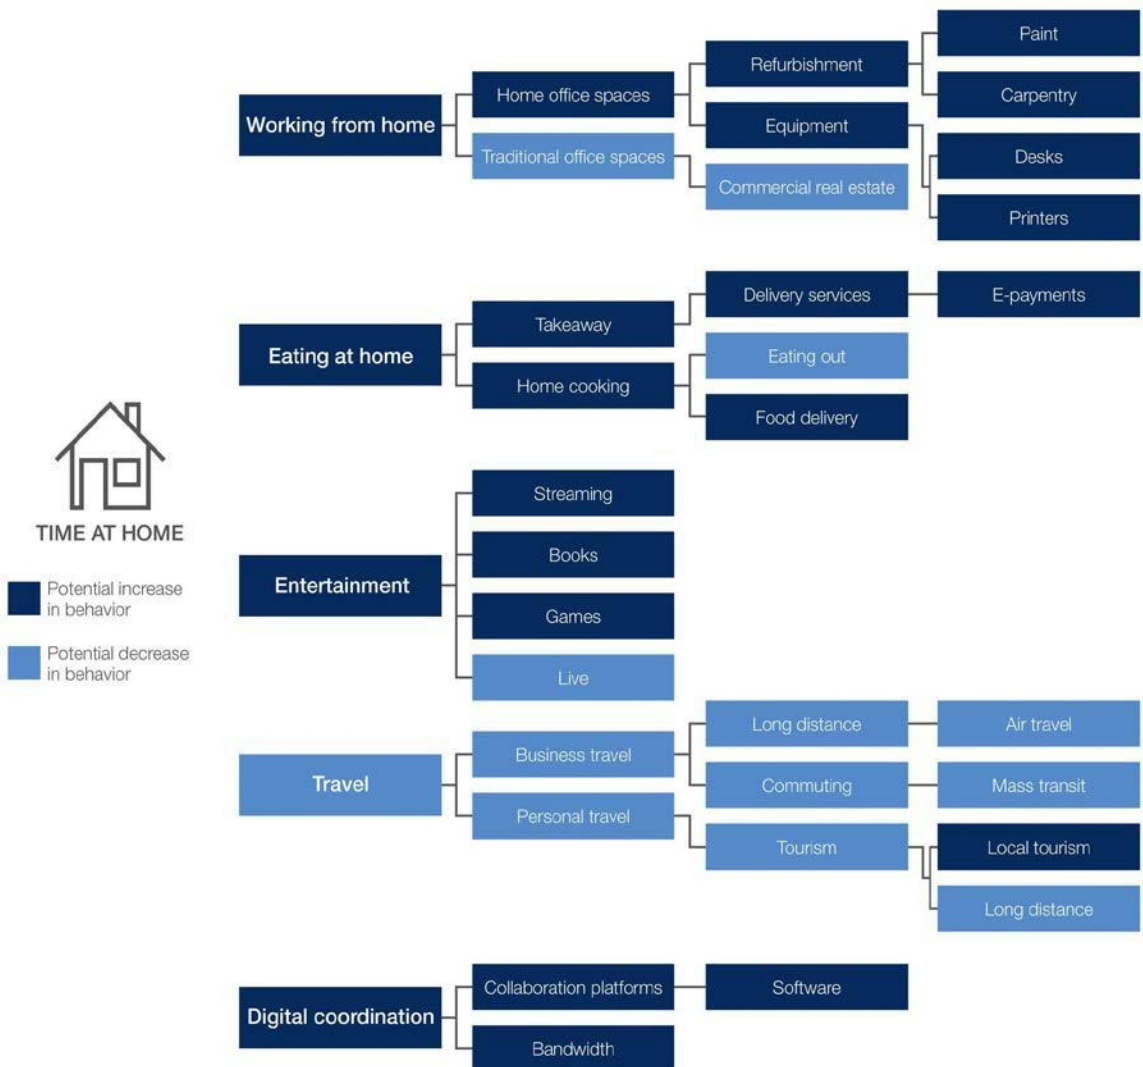 Paint
Refurbishment
Home office spaces
Carpentry
Working from home
Equipment
Traditional office spaces
Desks
Commercial real estate
Printers
Delivery services
E-payments
Takeaway
Eating at home
Eating out
Home cooking
Food delivery
TIME AT HOME
Potential increase
in behavior
Potential decrease
in behavior
Streaming
Books
Entertainment
Games
Live
Long distance
Air travel
Business travel
Travel
Commuting
Mass transit
Personal travel
Tourism
Local tourism
Long distance
Collaboration platforms
Software
Digital coordination
Bandwidth